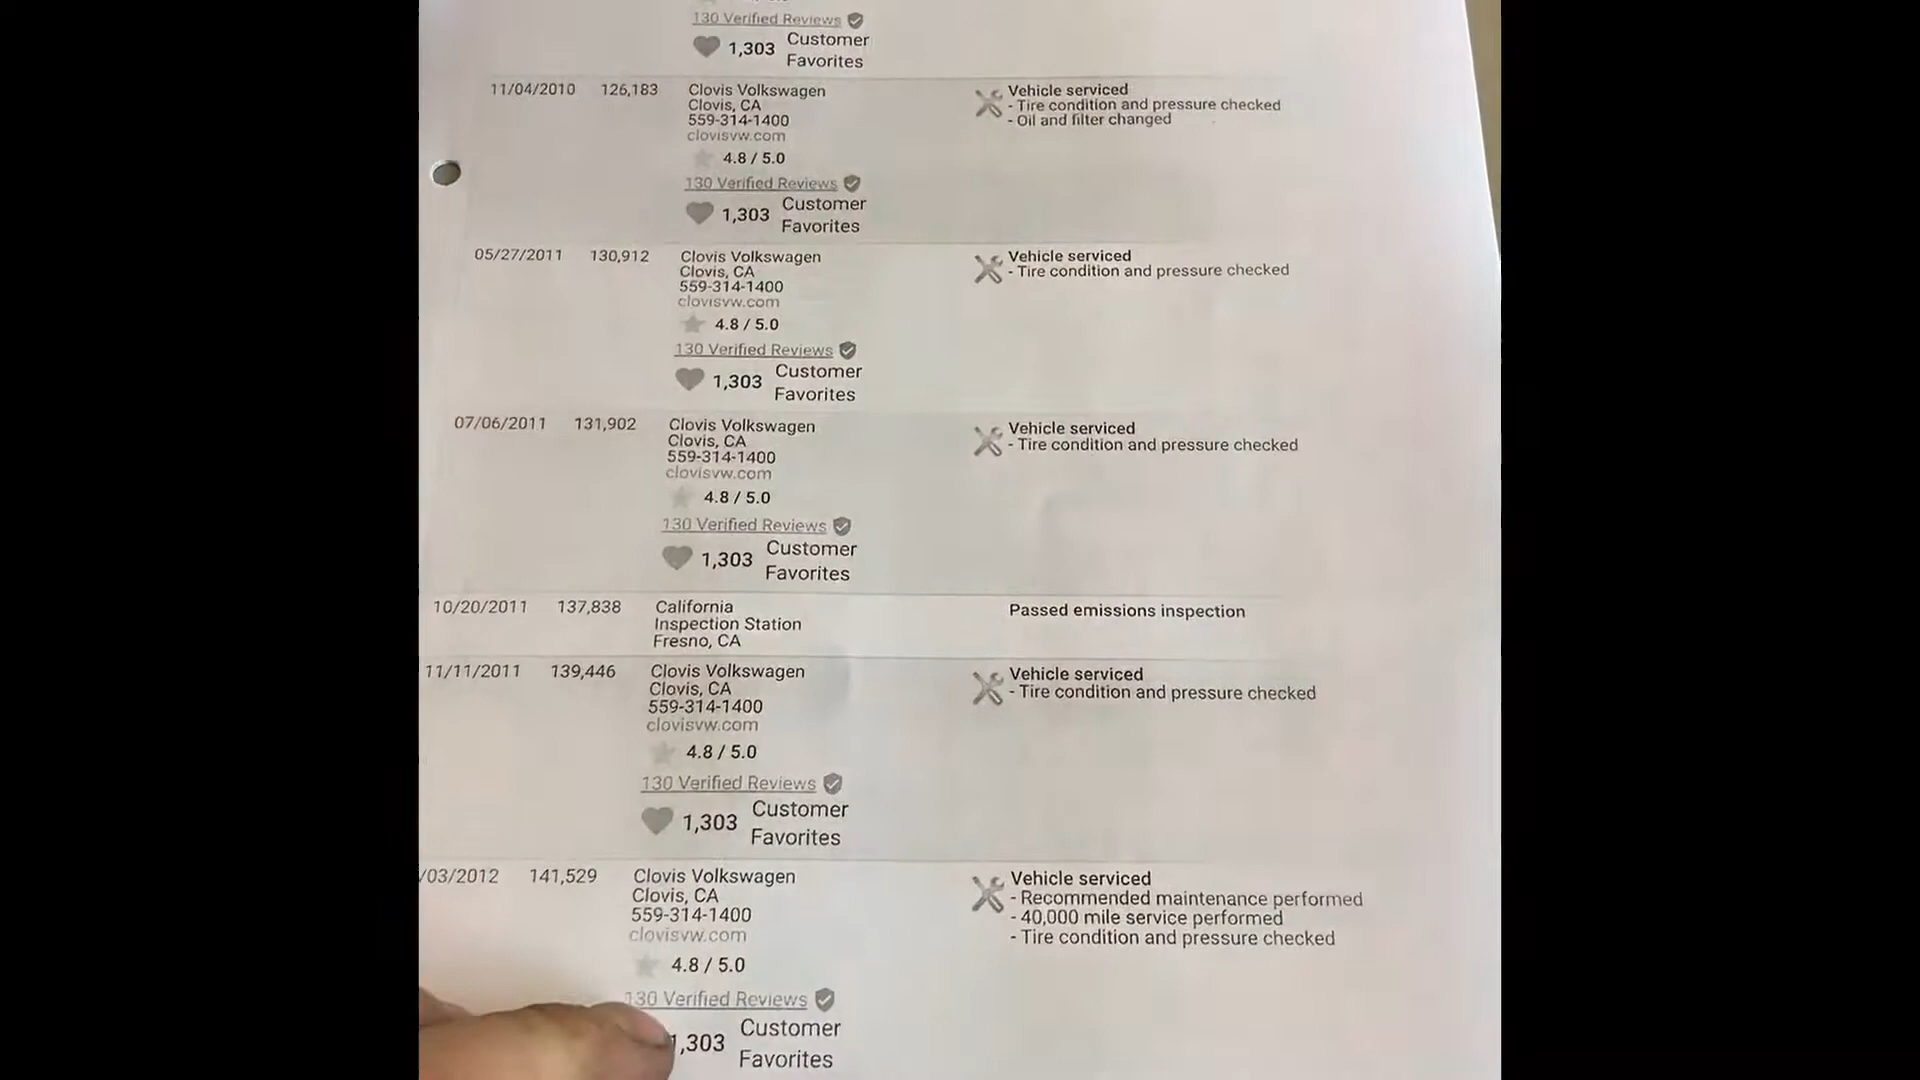 130 Verified Reviews
1,303 Customer
Favorites
11/04/2010 126,183 Clovis Volkswagen Vehicle serviced
Clovis, CA - Tire condition and pressure checked
559-314-1400 - Oil and filter changed
clovisvw.com
4.8 / 5.0
130 Verified Reviews
1,303 Customer
Favorites
05/27/2011 130,912 Clovis Volkswagen Vehicle serviced
Clovis, CA - Tire condition and pressure checked
559-314-1400
clovisvw.com
4.8 / 5.0
130 Verified Reviews
1,303 Customer
Favorites
07/06/2011 131,902 Clovis Volkswagen Vehicle serviced
Clovis, CA - Tire condition and pressure checked
559-314-1400
clovisvw.com
4.8 / 5.0
130 Verified Reviews
1,303 Customer
Favorites
10/20/2011 137,838 California Passed emissions inspection
Inspection Station
Fresno, CA
11/11/2011 139,446 Clovis Volkswagen Vehicle serviced
Clovis, CA - Tire condition and pressure checked
559-314-1400
clovisvw.com
4.8 / 5.0
130 Verified Reviews
1,303 Customer
Favorites
/03/2012 141,529 Clovis Volkswagen Vehicle serviced
Clovis, CA - Recommended maintenance performed
559-314-1400 - 40,000 mile service performed
clovisvw.com - Tire condition and pressure checked
4.8 / 5.0
130 Verified Reviews
,303 Customer
Favorites